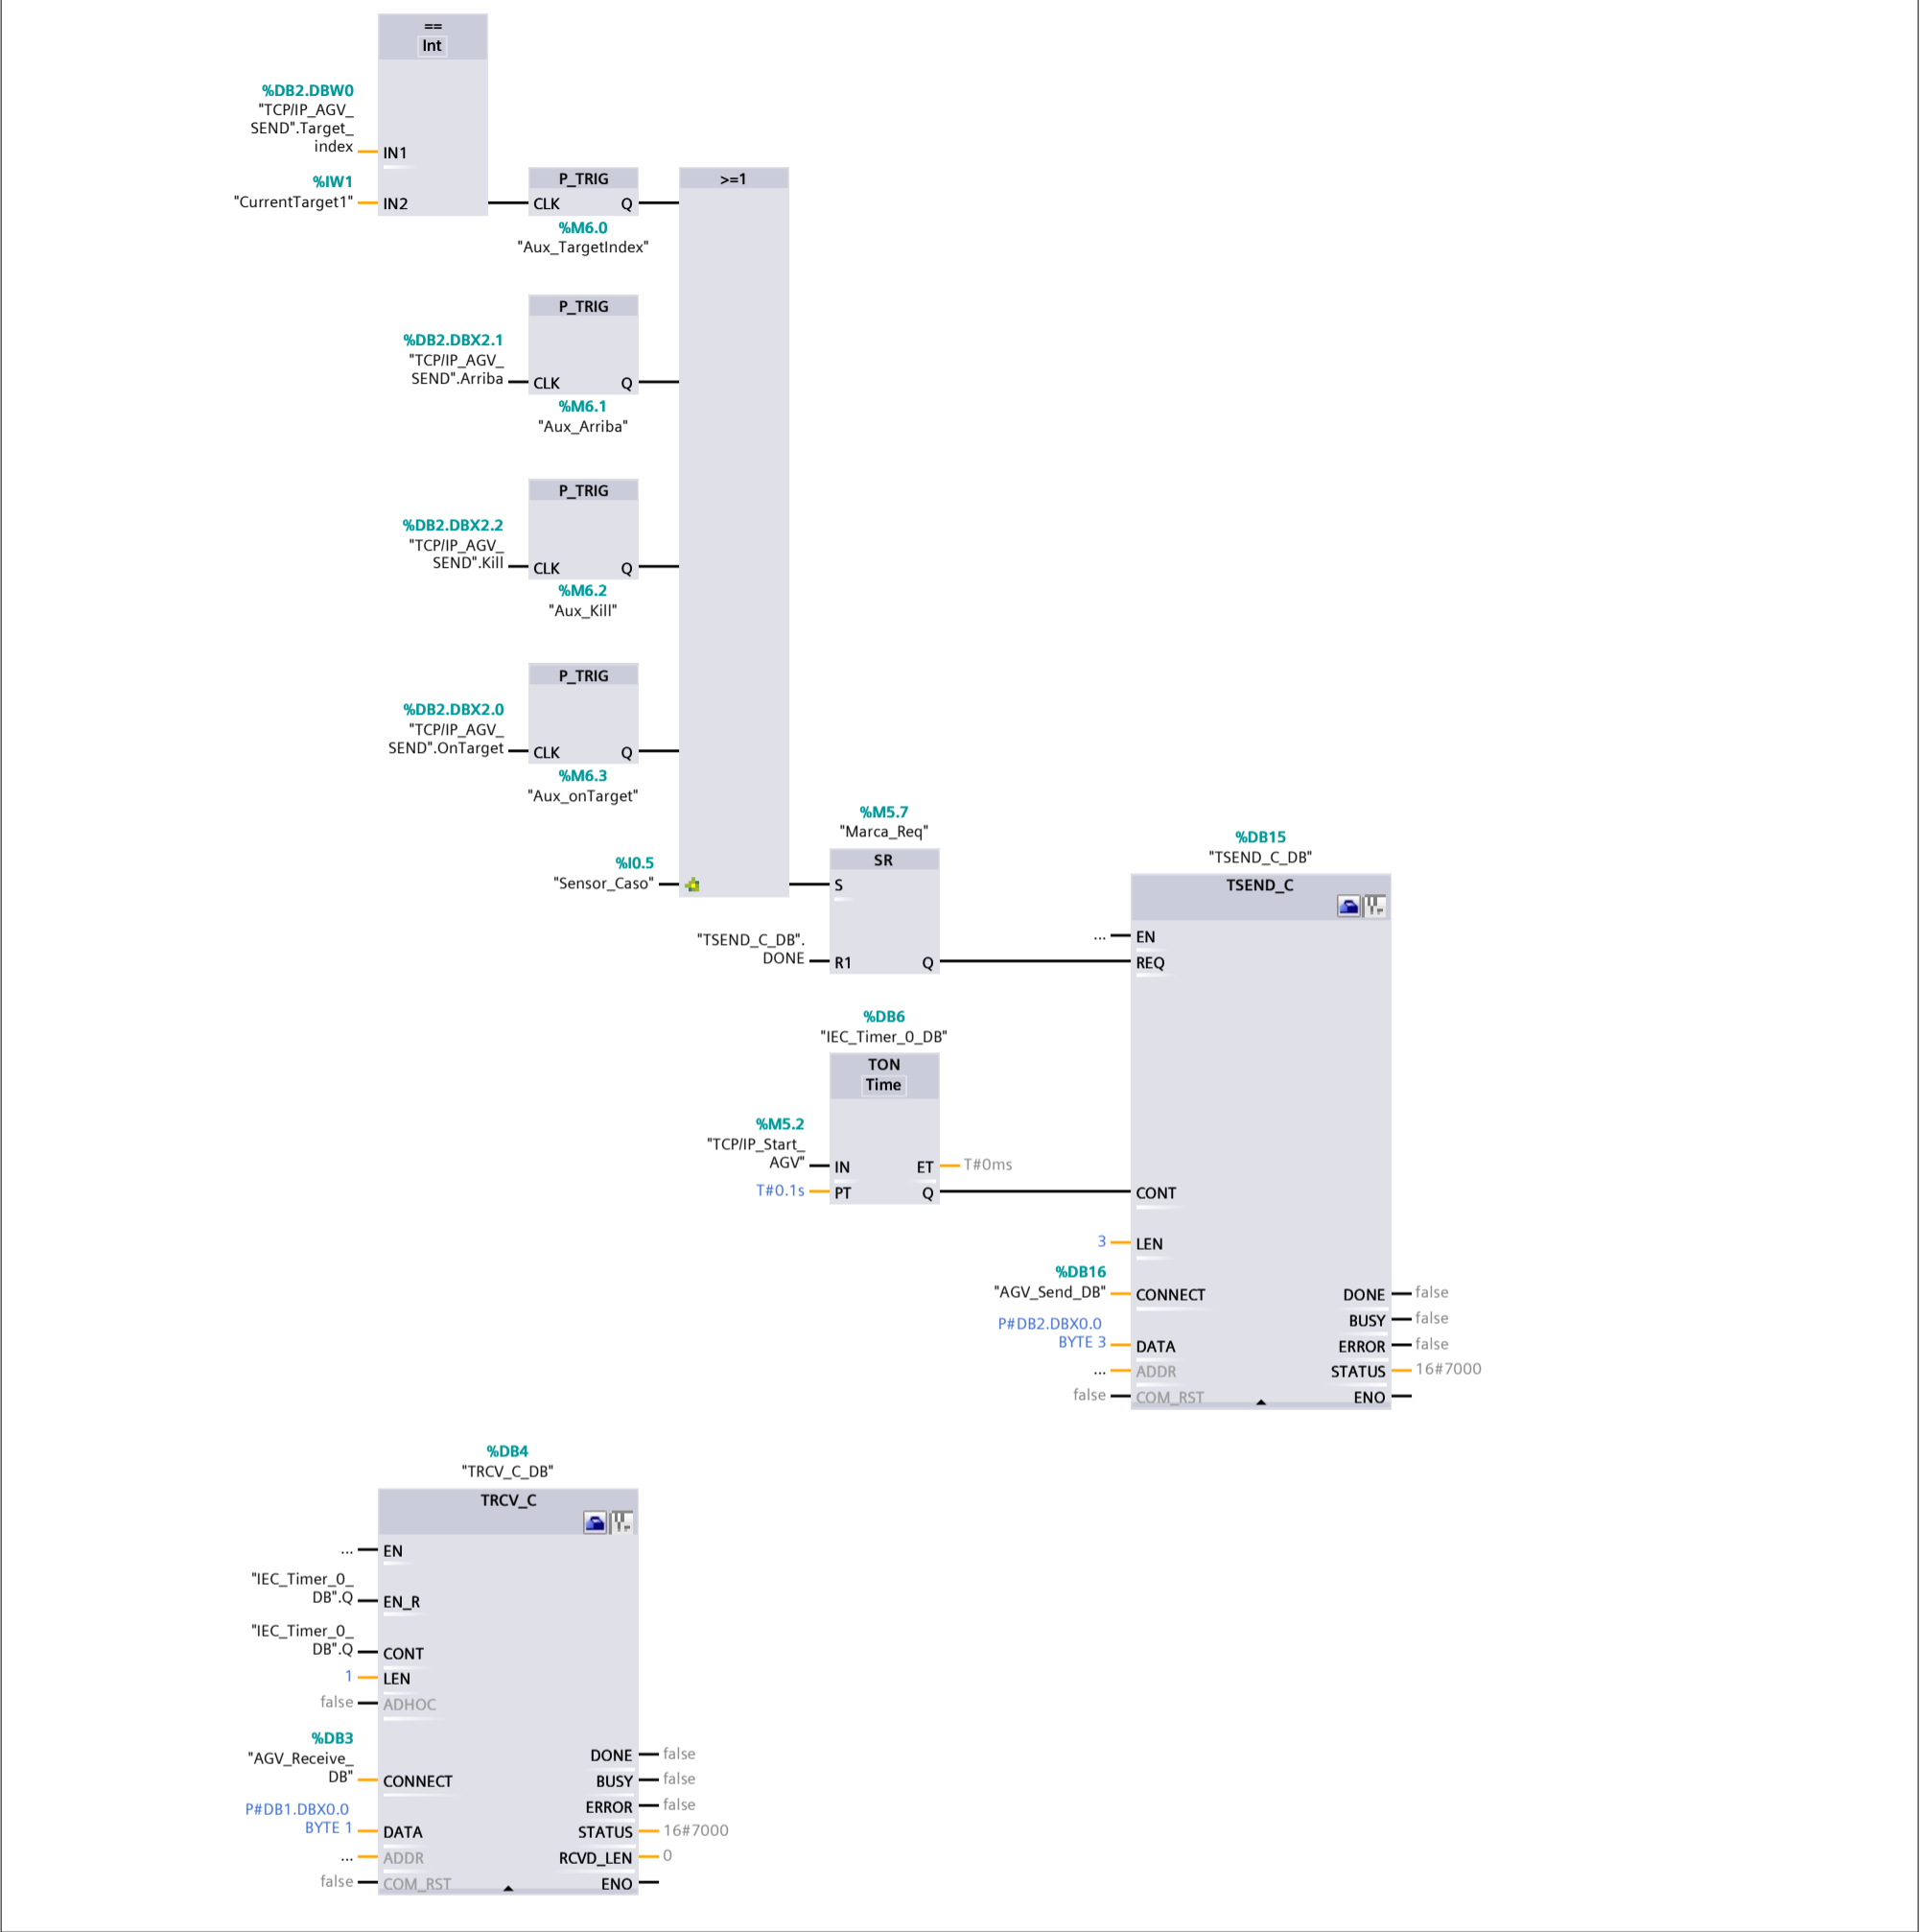 ==
Int
%DB2.DBW0
"TCP/IP_AGV_
SEND".Target_
index
IN1
%IW1
"CurrentTarget1"
IN2
P_TRIG
CLK
Q
%M6.0
"Aux_TargetIndex"
>=1
P_TRIG
%DB2.DBX2.1
"TCP/IP_AGV_
SEND".Arriba
CLK
Q
%M6.1
"Aux_Arriba"
P_TRIG
%DB2.DBX2.2
"TCP/IP_AGV_
SEND".Kill
CLK
Q
%M6.2
"Aux_Kill"
P_TRIG
%DB2.DBX2.0
"TCP/IP_AGV_
SEND".OnTarget
CLK
Q
%M6.3
"Aux_onTarget"
%I0.5
"Sensor_Caso"
%M5.7
"Marca_Req"
SR
S
"TSEND_C_DB".
DONE
R1
Q
%DB6
"IEC_Timer_0_DB"
TON
Time
%M5.2
"TCP/IP_Start_
AGV"
IN
ET
T#0ms
T#0.1s
PT
Q
%DB15
"TSEND_C_DB"
TSEND_C
...
EN
REQ
CONT
3
LEN
%DB16
"AGV_Send_DB"
CONNECT
DONE
false
BUSY
false
P#DB2.DBX0.0
BYTE 3
DATA
ERROR
false
...
ADDR
STATUS
16#7000
false
COM_RST
ENO
%DB4
"TRCV_C_DB"
TRCV_C
...
EN
"IEC_Timer_0_
DB".Q
EN_R
"IEC_Timer_0_
DB".Q
CONT
1
LEN
false
ADHOC
%DB3
"AGV_Receive_
DB"
CONNECT
DONE
false
BUSY
false
ERROR
false
P#DB1.DBX0.0
BYTE 1
DATA
STATUS
16#7000
...
ADDR
RCVD_LEN
0
false
COM_RST
ENO